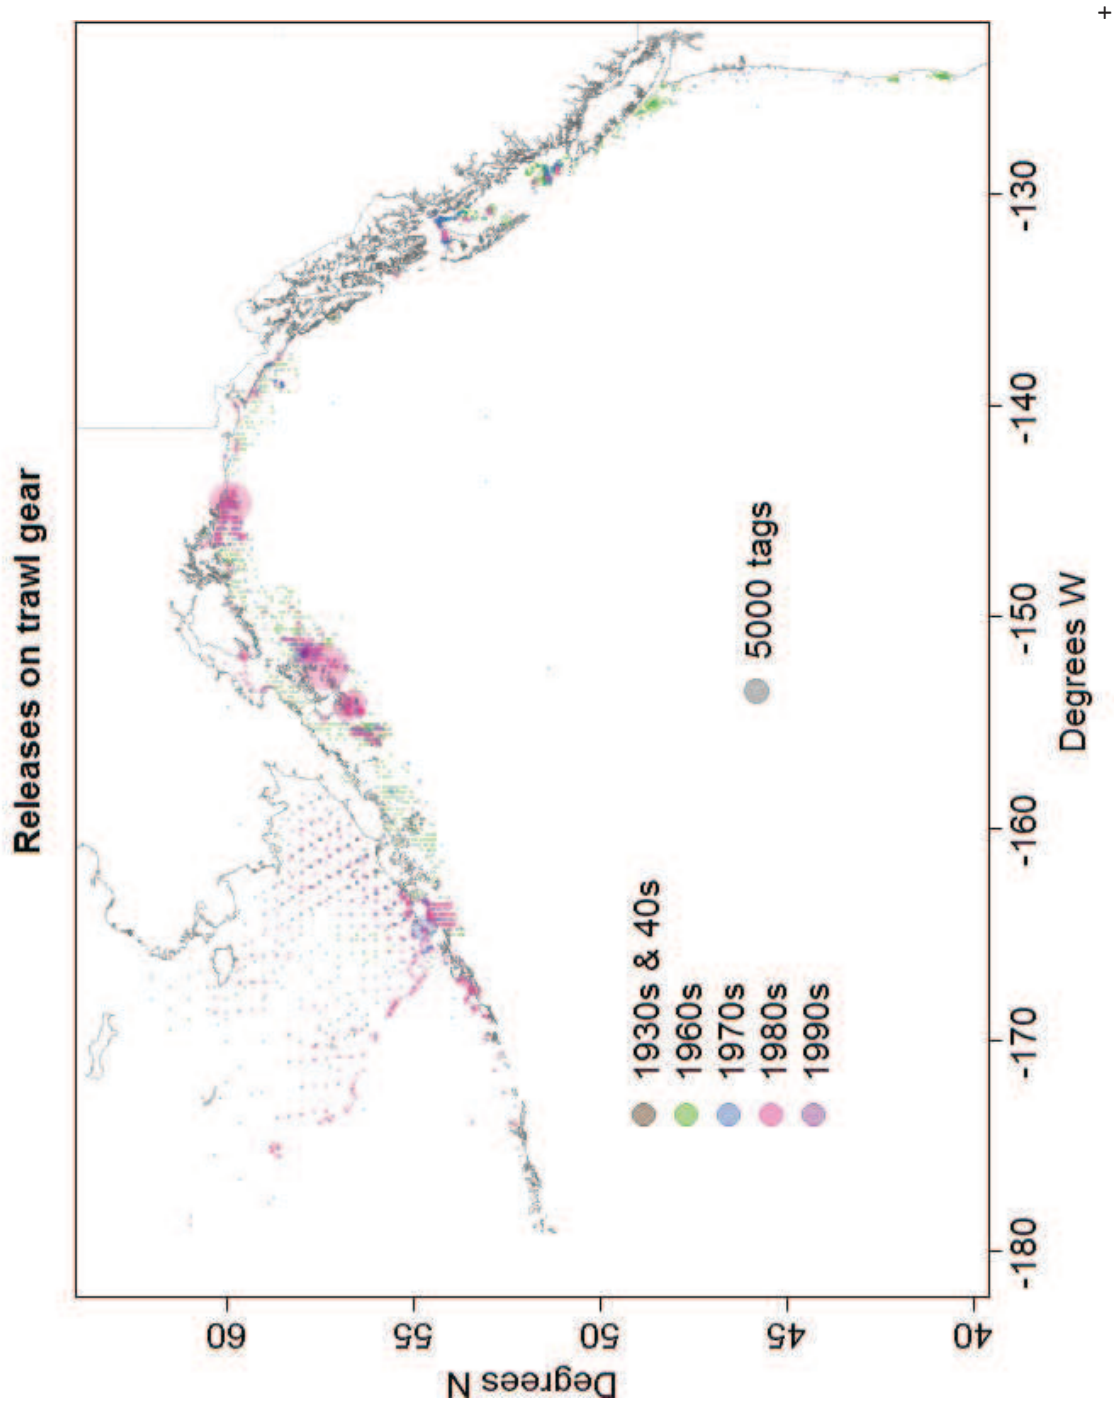 Releases on trawl gear
60
55
50
45
40
Degrees N
-180
-170
-160
-150
-140
-130
Degrees W
1930s & 40s
1960s
1970s
1980s
1990s
5000 tags
+